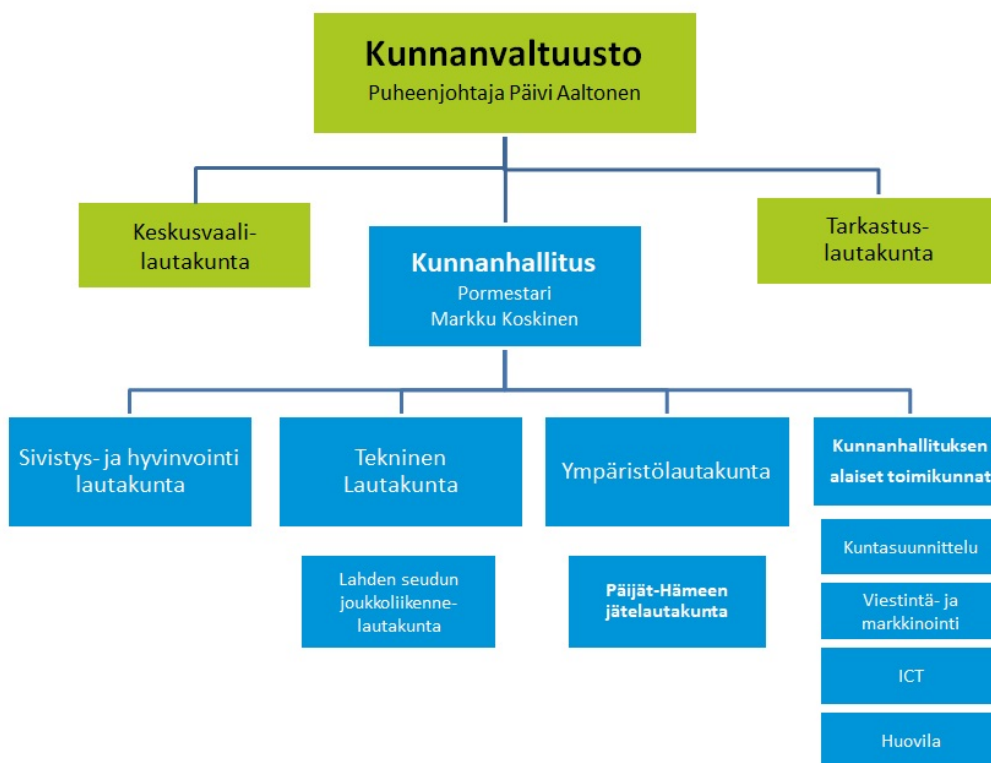 Kunnanvaltuusto
Puheenjohtaja Päivi Aaltonen
Keskusvaali-
lautakunta
Kunnanhallitus
Pormestari
Markku Koskinen
Tarkastus-
lautakunta
Sivistys- ja hyvinvointi
lautakunta
Tekninen
Lautakunta
Ympäristölautakunta
Kunnanhallituksen
alaiset toimikunnat
Lahden seudun
joukkoliikenne-
lautakunta
Päijät-Hämeen
jätelautakunta
Kuntasuunnittelu
Viestintä- ja
markkinointi
ICT
Huovila